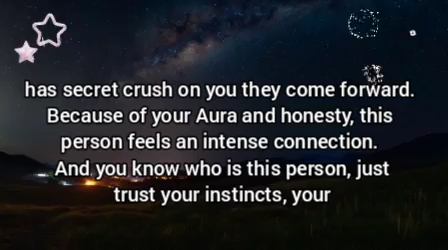 has secret crush on you they come forward.
Because of your Aura and honesty, this
person feels an intense connection.
And you know who is this person, just
trust your instincts, your